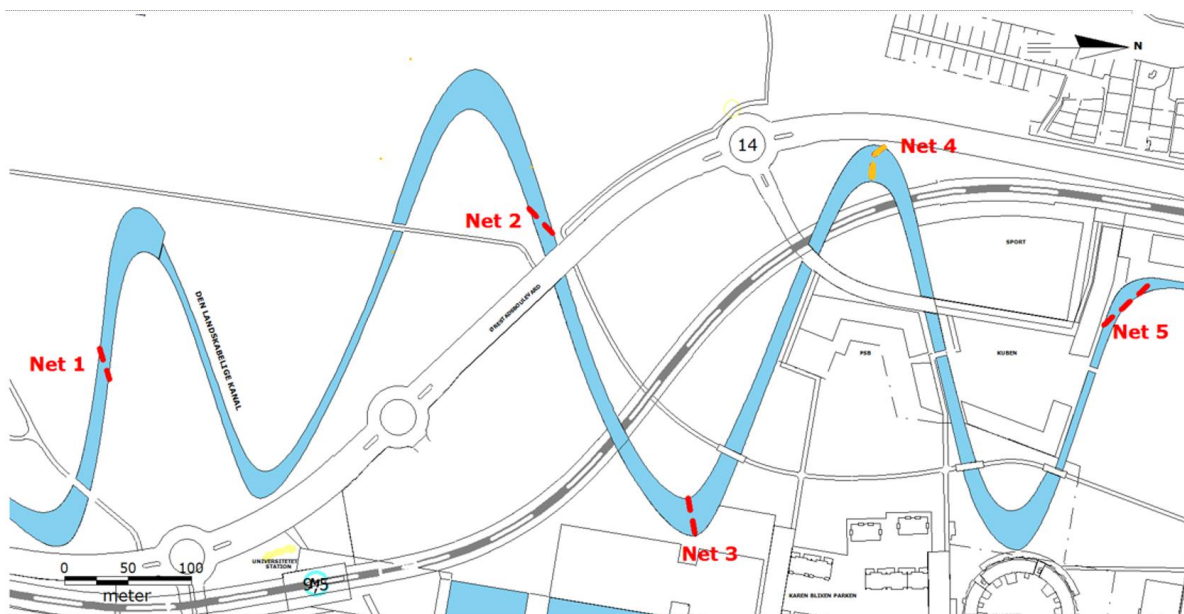 N
14
Net 4
Net 2
SPORT
DEN LANDSKABELIGE KANAL
ØRESTADSBOULEVARD
Net 1
Net 5
FSB
KUBEN
Net 3
UNIVERSITETET
STATION
0 50 100
meter
KAREN BLIXEN PARKEN